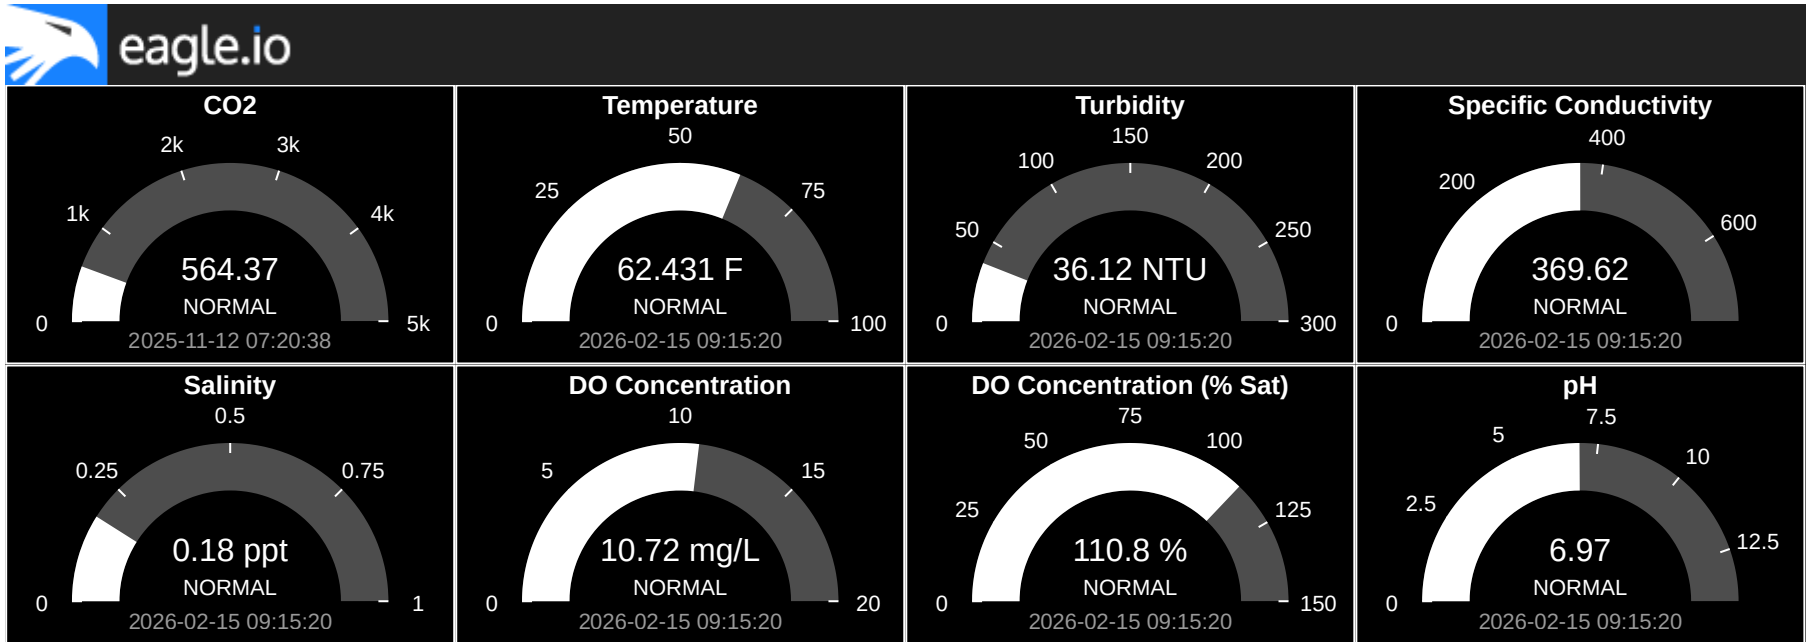 eagle.io
CO2
2k
3k
1k
4k
564.37
NORMAL
0
5k
2025-11-12 07:20:38
Temperature
50
25
75
62.431 F
NORMAL
0
100
2026-02-15 09:15:20
Turbidity
150
100
200
50
250
36.12 NTU
NORMAL
0
300
2026-02-15 09:15:20
Specific Conductivity
400
200
600
369.62
NORMAL
0
2026-02-15 09:15:20
Salinity
0.5
0.25
0.75
0.18 ppt
NORMAL
0
1
2026-02-15 09:15:20
DO Concentration
10
5
15
10.72 mg/L
NORMAL
0
20
2026-02-15 09:15:20
DO Concentration (% Sat)
75
50
100
25
125
110.8 %
NORMAL
0
150
2026-02-15 09:15:20
pH
7.5
5
10
2.5
12.5
6.97
NORMAL
0
2026-02-15 09:15:20